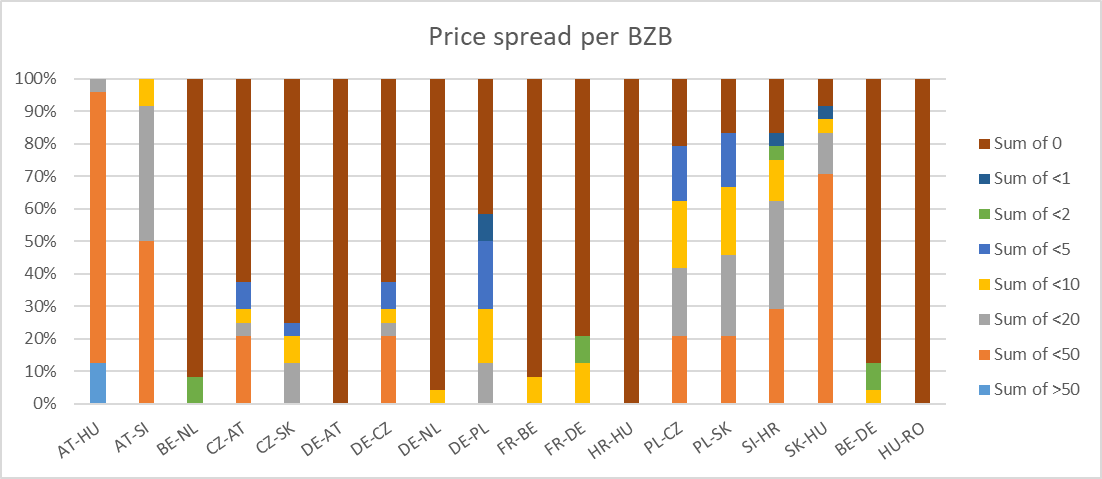 Price spread per BZB
100%
90%
80%
70%
60%
50%
40%
30%
20%
10%
0%
AT-HU
AT-SI
BE-NL
CZ-AT
CZ-SK
DE-AT
DE-CZ
DE-NL
DE-PL
FR-BE
FR-DE
HR-HU
PL-CZ
PL-SK
SI-HR
SK-HU
BE-DE
HU-RO
Sum of 0
Sum of <1
Sum of <2
Sum of <5
Sum of <10
Sum of <20
Sum of <50
Sum of >50